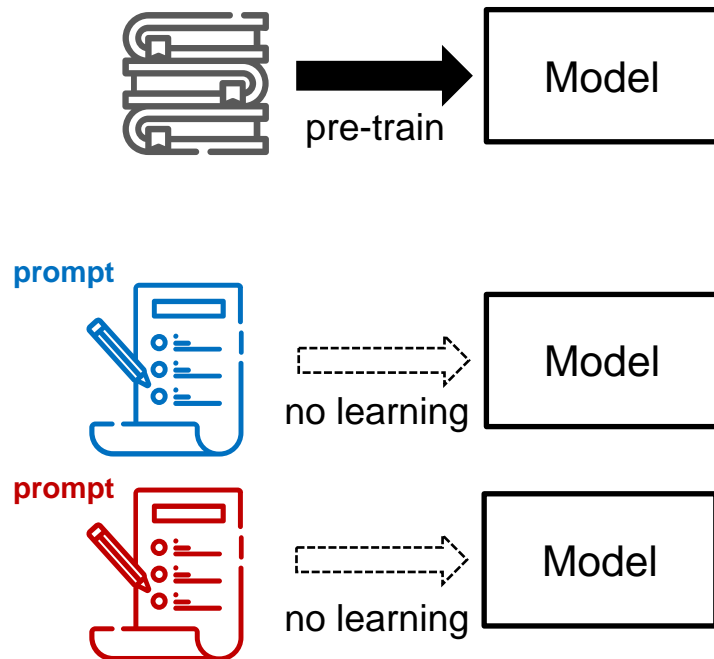 Model
pre-train
prompt
Model
no learning
prompt
Model
no learning